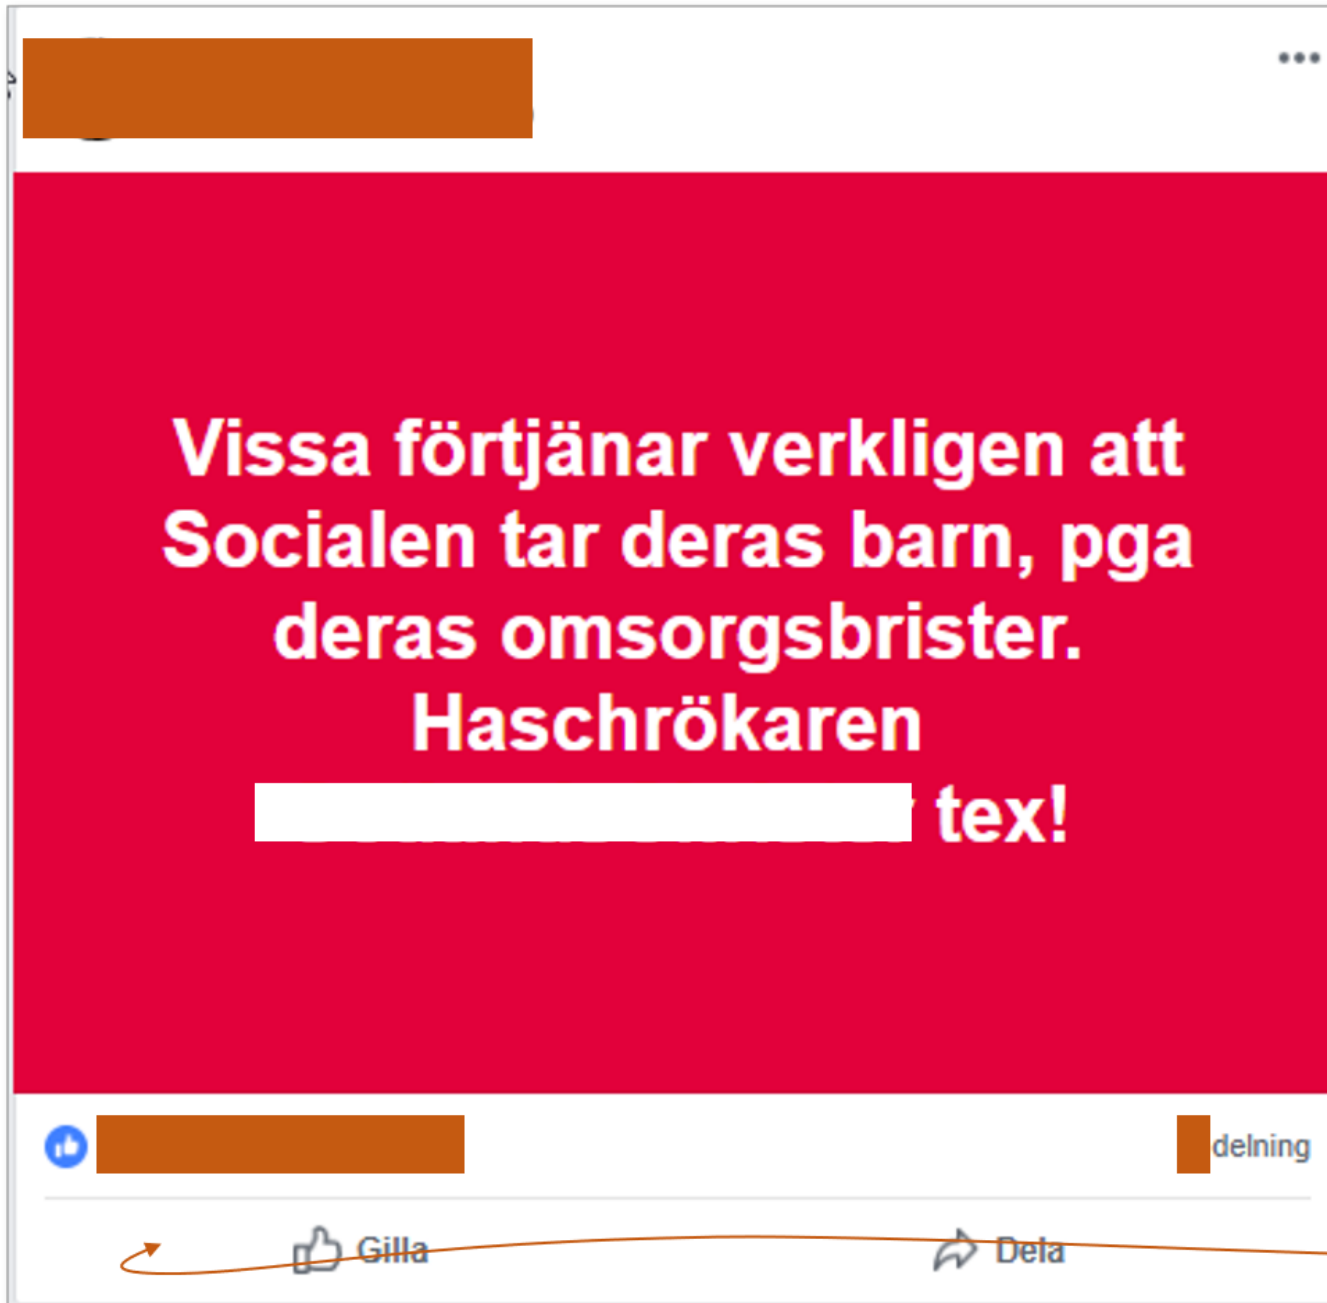 Vissa förtjänar verkligen att
Socialen tar deras barn, pga
deras omsorgsbrister.
Haschrökaren
tex!
delning
Gilla
Dela